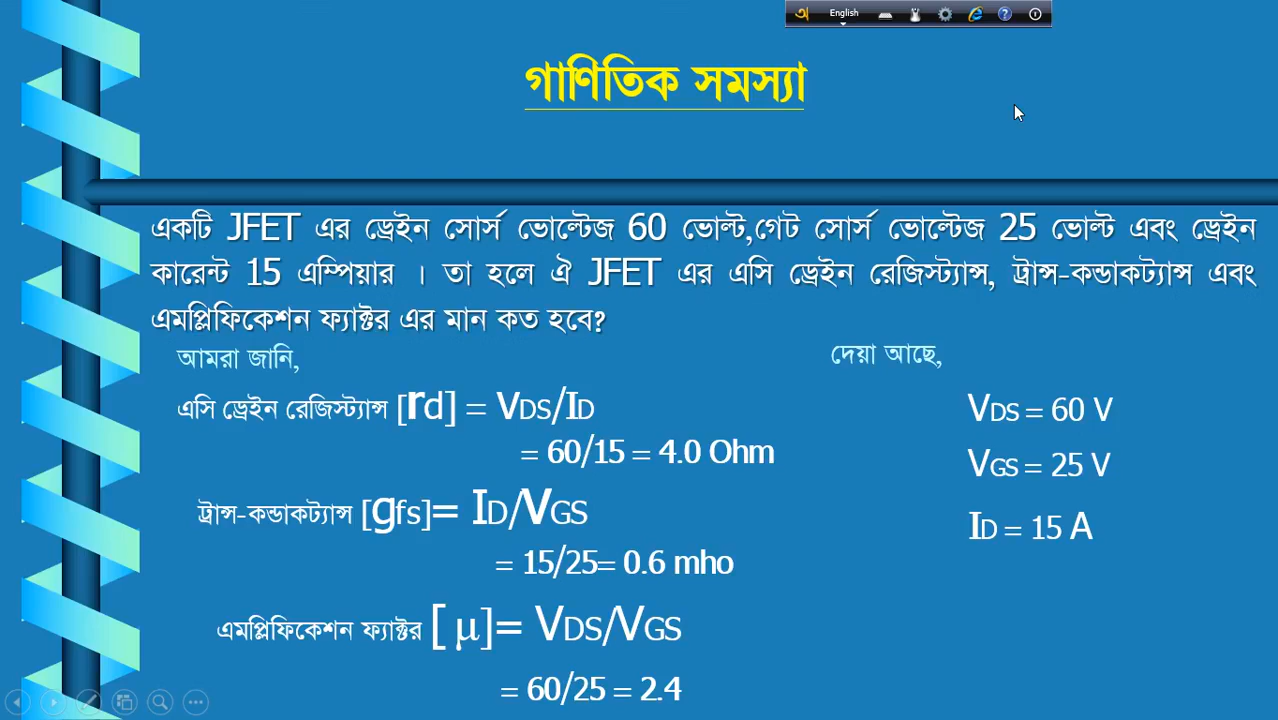 অ English
গাণিতিক সমস্যা
একটি JFET এর ড্রেইন সোর্স ভোল্টেজ 60 ভোল্ট,গেট সোর্স ভোল্টেজ 25 ভোল্ট এবং ড্রেইন
কারেন্ট 15 এম্পিয়ার । তা হলে ঐ JFET এর এসি ড্রেইন রেজিস্ট্যান্স, ট্রান্স-কন্ডাকট্যান্স এবং
এমপ্লিফিকেশন ফ্যাক্টর এর মান কত হবে?
আমরা জানি,
এসি ড্রেইন রেজিস্ট্যান্স [rd] = VDS/ID
= 60/15 = 4.0 Ohm
ট্রান্স-কন্ডাকট্যান্স [gfs]= ID/VGS
= 15/25= 0.6 mho
এমপ্লিফিকেশন ফ্যাক্টর [ μ]= VDS/VGS
= 60/25 = 2.4
দেয়া আছে,
VDS = 60 V
VGS = 25 V
ID = 15 A